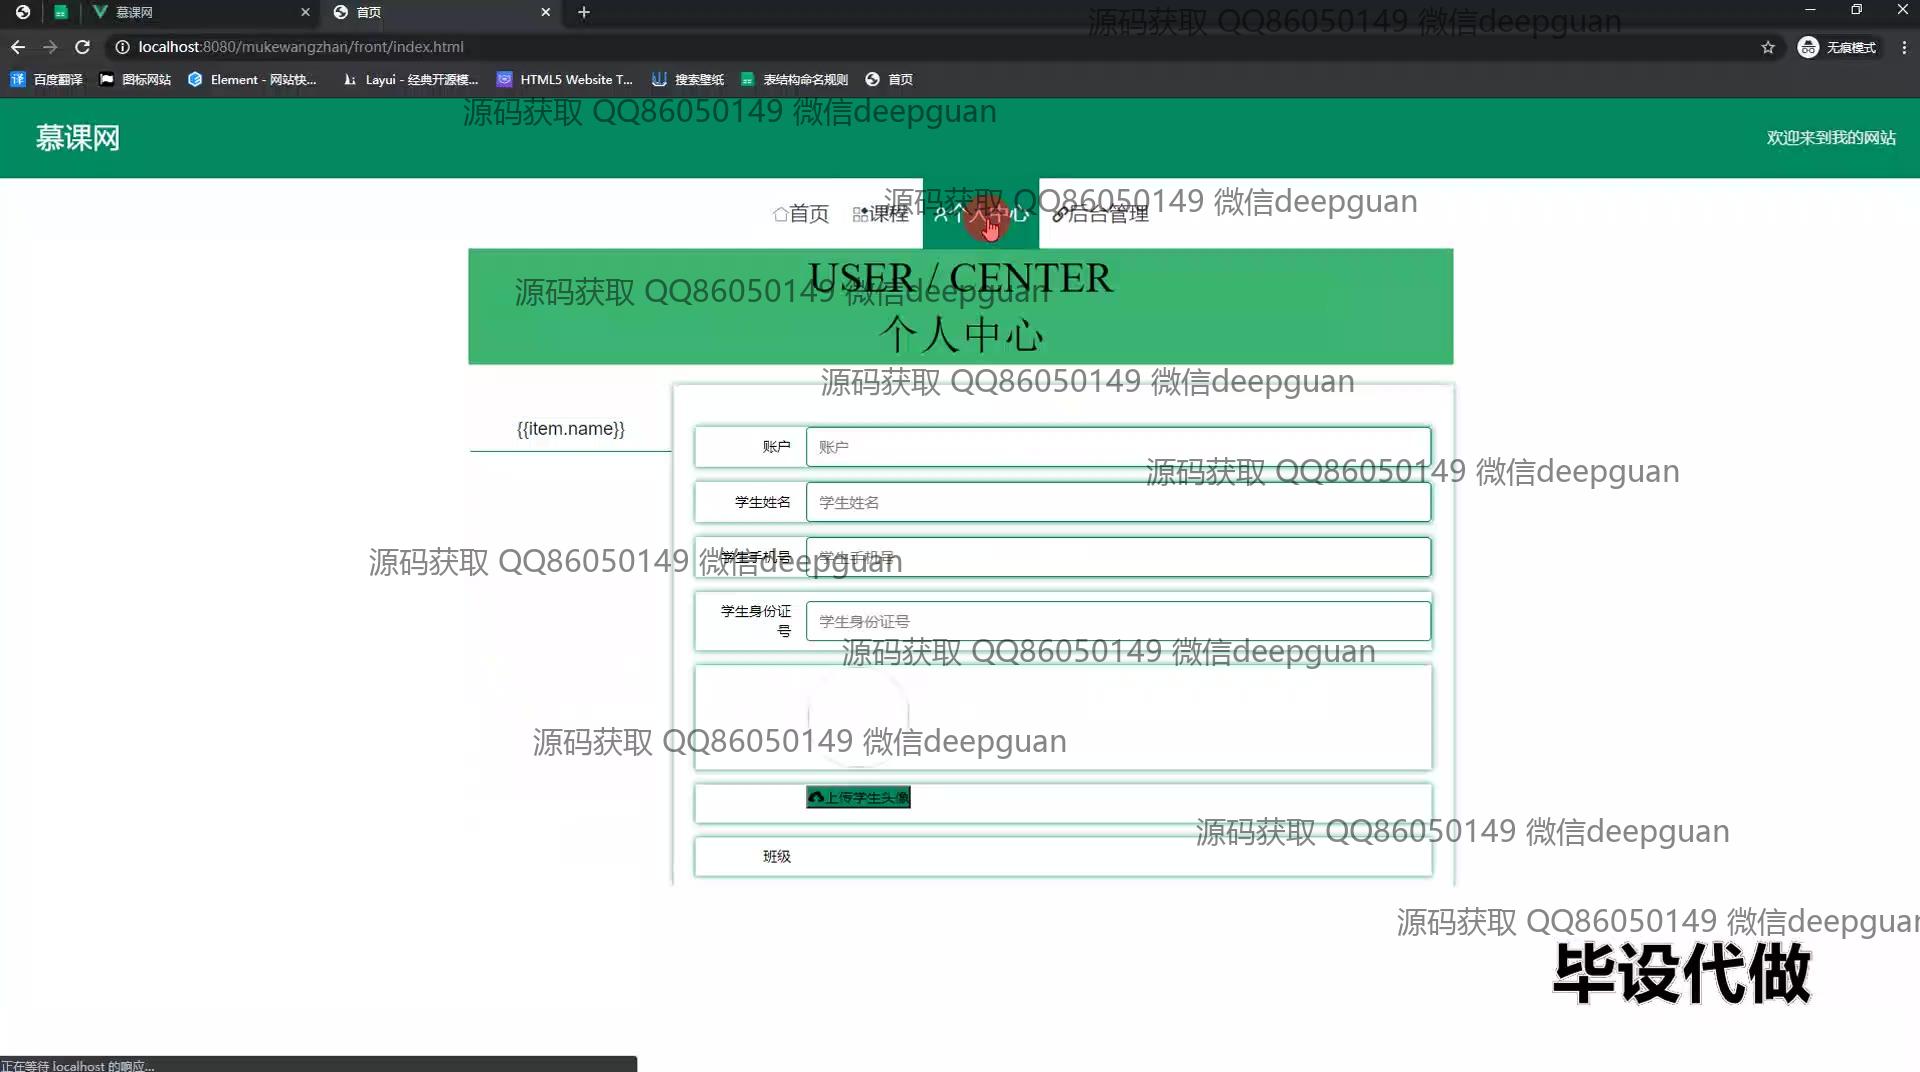 慕课网
首页
localhost:8080/mukewangzhan/front/index.html
无痕模式
百度翻译
图标网站
Element - 网站快...
Layui - 经典开源模...
HTML5 Website T...
搜索壁纸
表结构命名规则
首页
源码获取 QQ86050149 微信deepguan
源码获取 QQ86050149 微信deepguan
慕课网
欢迎来到我的网站
源码获取 QQ86050149 微信deepguan
首页
课程
个人中心
后台管理
USER / CENTER
源码获取 QQ86050149 微信deepguan
个人中心
源码获取 QQ86050149 微信deepguan
{{item.name}}
账户
账户
源码获取 QQ86050149 微信deepguan
学生姓名
学生姓名
源码获取 QQ86050149 微信deepguan
学生手机号
学生手机号
学生身份证
号
学生身份证号
源码获取 QQ86050149 微信deepguan
源码获取 QQ86050149 微信deepguan
上传学生头像
源码获取 QQ86050149 微信deepguan
班级
源码获取 QQ86050149 微信deepguan
毕设代做
正在等待 localhost 的响应...